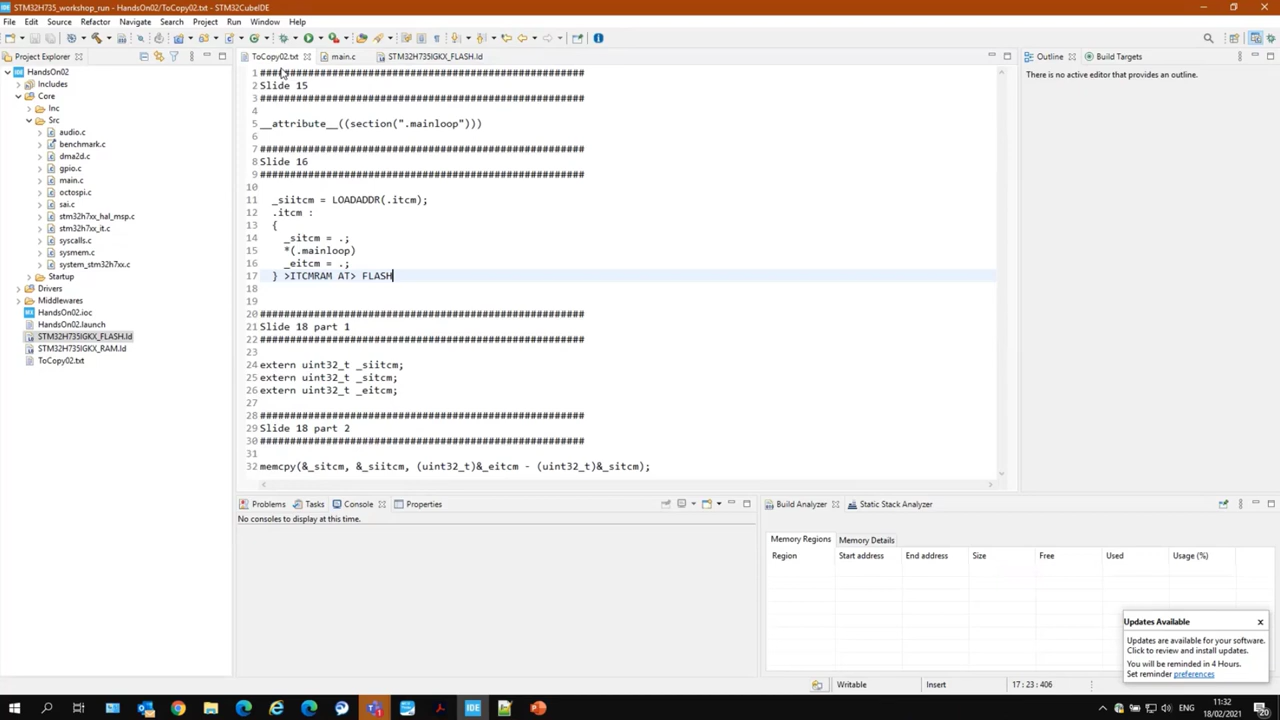 STM32H735_workshop_run - HandsOn02/ToCopy02.txt - STM32CubeIDE
File Edit Source Refactor Navigate Search Project Run Window Help
Project Explorer
ToCopy02.txt main.c STM32H735IGKX_FLASH.ld
Outline Build Targets
There is no active editor that provides an outline.
HandsOn02
Includes
Core
Inc
Src
audio.c
benchmark.c
dma2d.c
gpio.c
main.c
octospi.c
sai.c
stm32h7xx_hal_msp.c
stm32h7xx_it.c
syscalls.c
sysmem.c
system_stm32h7xx.c
Startup
Drivers
Middlewares
HandsOn02.ioc
HandsOn02.launch
STM32H735IGKX_FLASH.ld
STM32H735IGKX_RAM.ld
ToCopy02.txt
1 ######################################################
2 Slide 15
3 ######################################################
4
5 __attribute__((section(".mainloop")))
6
7 ######################################################
8 Slide 16
9 ######################################################
10
11   _siitcm = LOADADDR(.itcm);
12   .itcm :
13   {
14     _sitcm = .;
15     *(.mainloop)
16     _eitcm = .;
17   } >ITCMRAM AT> FLASH
18
19
20 ######################################################
21 Slide 18 part 1
22 ######################################################
23
24 extern uint32_t _siitcm;
25 extern uint32_t _sitcm;
26 extern uint32_t _eitcm;
27
28 ######################################################
29 Slide 18 part 2
30 ######################################################
31
32 memcpy(&_sitcm, &_siitcm, (uint32_t)&_eitcm - (uint32_t)&_sitcm);
Problems Tasks Console Properties
No consoles to display at this time.
Build Analyzer Static Stack Analyzer
Memory Regions Memory Details
Region Start address End address Size Free Used Usage (%)
Updates Available
Updates are available for your software.
Click to review and install updates.
You will be reminded in 4 Hours.
Set reminder preferences
Writable Insert 17 : 23 : 406
IDE
ENG
11:32
18/02/2021
20